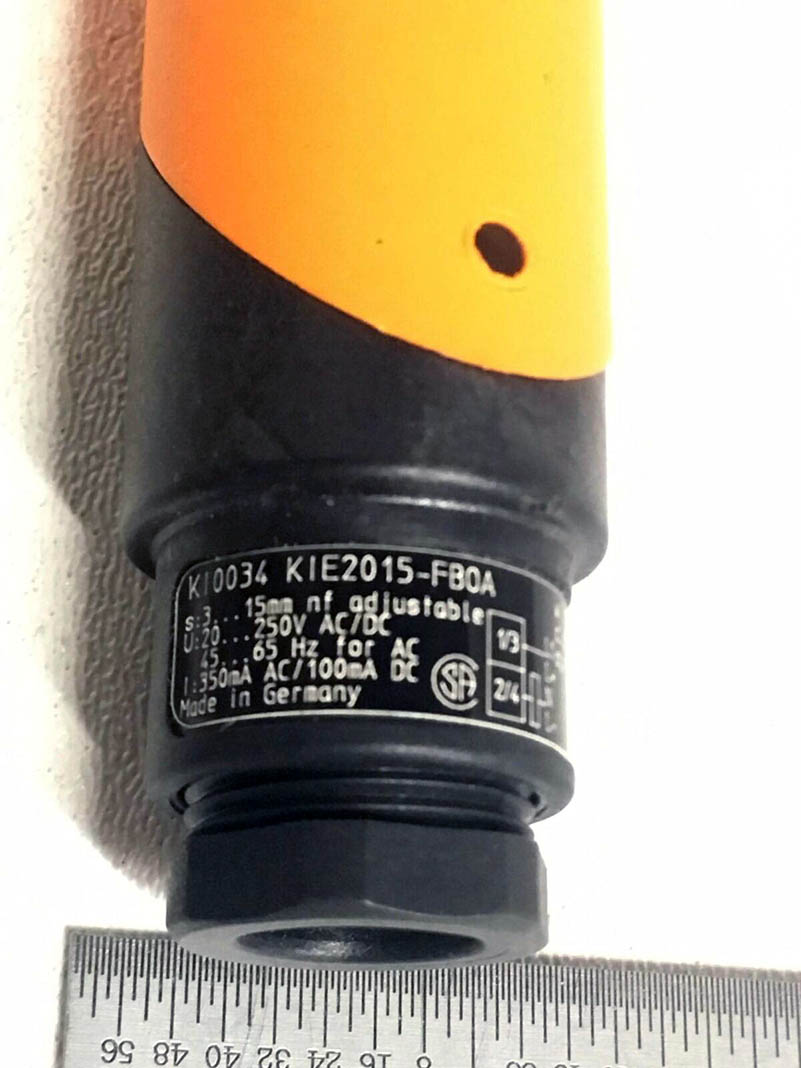 KI0034 KIE2015-FBOA
s:3...15mm nf adjustable
U:20...250V AC/DC
45...65 Hz for AC
I:350mA AC/100mA DC
Made in Germany
SA
1/3
2/4
56 48 40 32 24 16 8